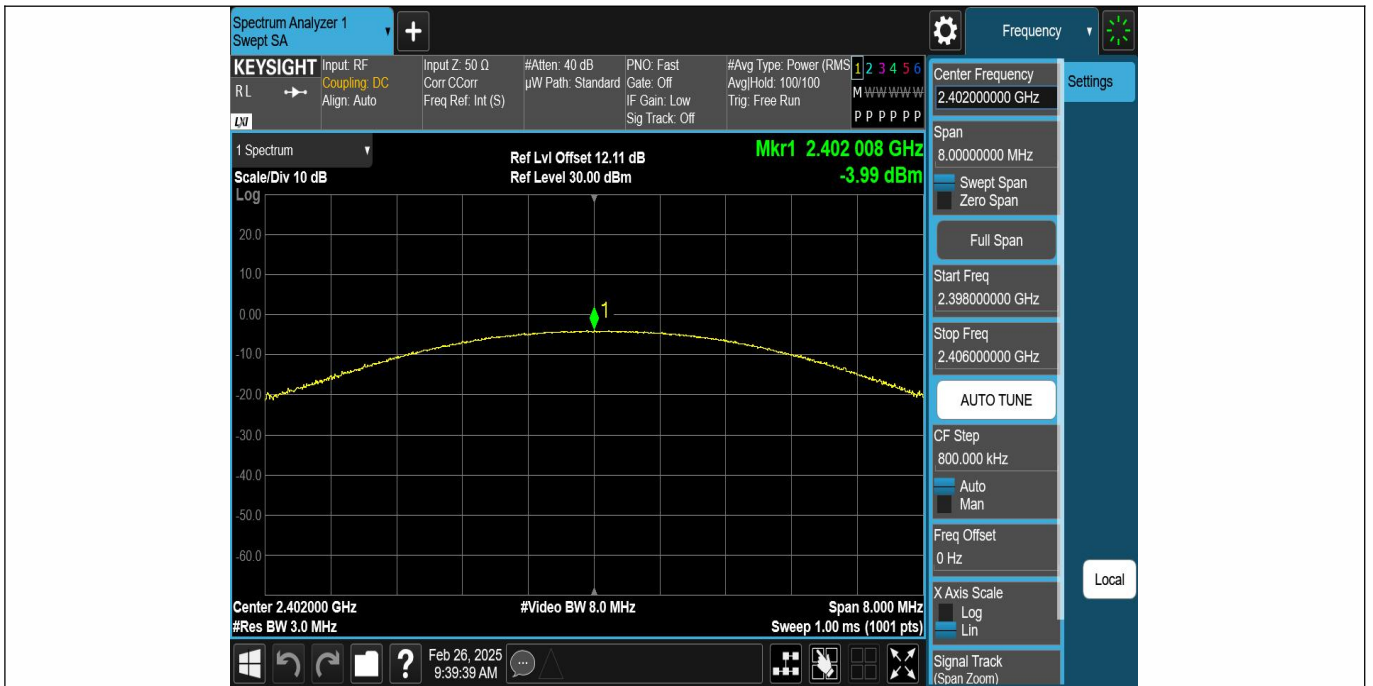 Spectrum Analyzer 1
Swept SA
+
Frequency
KEYSIGHT
RL
LXI
Input: RF
Coupling: DC
Align: Auto
Input Z: 50 Ω
Corr CCorr
Freq Ref: Int (S)
#Atten: 40 dB
µW Path: Standard
PNO: Fast
Gate: Off
IF Gain: Low
Sig Track: Off
#Avg Type: Power (RMS
Avg|Hold: 100/100
Trig: Free Run
1 2 3 4 5 6
M W W W W W
P P P P P P
1 Spectrum
Scale/Div 10 dB
Ref Lvl Offset 12.11 dB
Ref Level 30.00 dBm
Mkr1 2.402 008 GHz
-3.99 dBm
Log
20.0
10.0
0.00
-10.0
-20.0
-30.0
-40.0
-50.0
-60.0
1
Center 2.402000 GHz
#Res BW 3.0 MHz
#Video BW 8.0 MHz
Span 8.000 MHz
Sweep 1.00 ms (1001 pts)
Center Frequency
2.402000000 GHz
Span
8.00000000 MHz
Swept Span
Zero Span
Full Span
Start Freq
2.398000000 GHz
Stop Freq
2.406000000 GHz
AUTO TUNE
CF Step
800.000 kHz
Auto
Man
Freq Offset
0 Hz
X Axis Scale
Log
Lin
Signal Track
(Span Zoom)
Settings
Local
?
Feb 26, 2025
9:39:39 AM